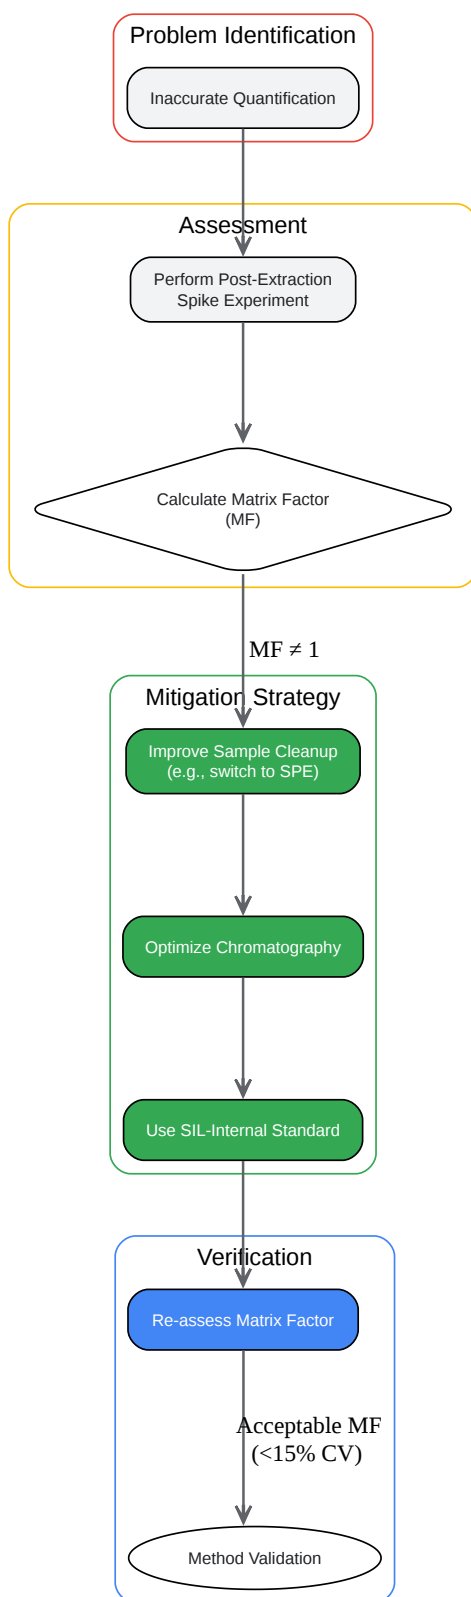 Problem Identification
Inaccurate Quantification
Assessment
Perform Post-Extraction
Spike Experiment
Calculate Matrix Factor
(MF)
MF ≠ 1
Mitigation Strategy
Improve Sample Cleanup
(e.g., switch to SPE)
Optimize Chromatography
Use SIL-Internal Standard
Verification
Re-assess Matrix Factor
Acceptable MF
(<15% CV)
Method Validation